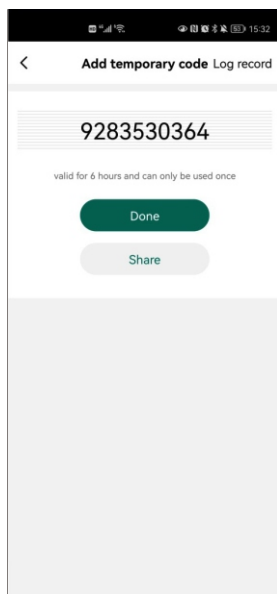 15:32
Add temporary code Log record
9283530364
valid for 6 hours and can only be used once
Done
Share